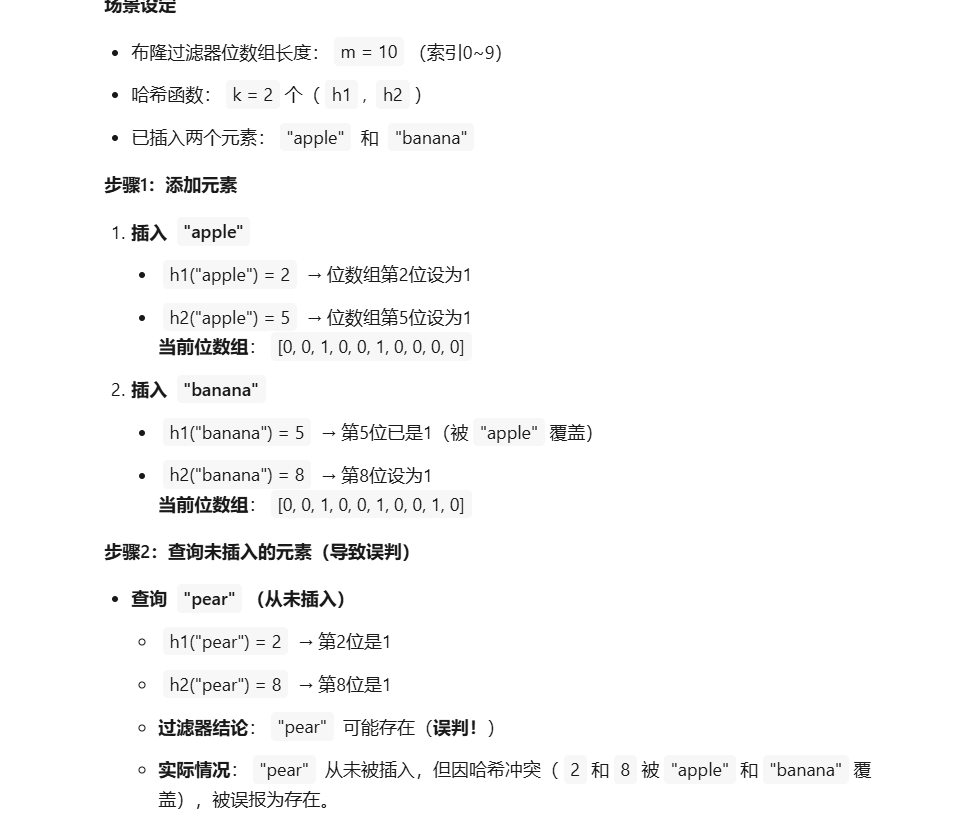 场景设定
• 布隆过滤器位数组长度： m = 10 （索引0~9）
• 哈希函数： k = 2 个（ h1 , h2 ）
• 已插入两个元素： "apple" 和 "banana"
步骤1：添加元素
1. 插入 "apple"
• h1("apple") = 2 → 位数组第2位设为1
• h2("apple") = 5 → 位数组第5位设为1
当前位数组： [0, 0, 1, 0, 0, 1, 0, 0, 0, 0]
2. 插入 "banana"
• h1("banana") = 5 → 第5位已是1（被 "apple" 覆盖）
• h2("banana") = 8 → 第8位设为1
当前位数组： [0, 0, 1, 0, 0, 1, 0, 0, 1, 0]
步骤2：查询未插入的元素（导致误判）
• 查询 "pear" （从未插入）
○ h1("pear") = 2 → 第2位是1
○ h2("pear") = 8 → 第8位是1
○ 过滤器结论： "pear" 可能存在（误判！）
○ 实际情况： "pear" 从未被插入，但因哈希冲突（ 2 和 8 被 "apple" 和 "banana" 覆
盖），被误报为存在。